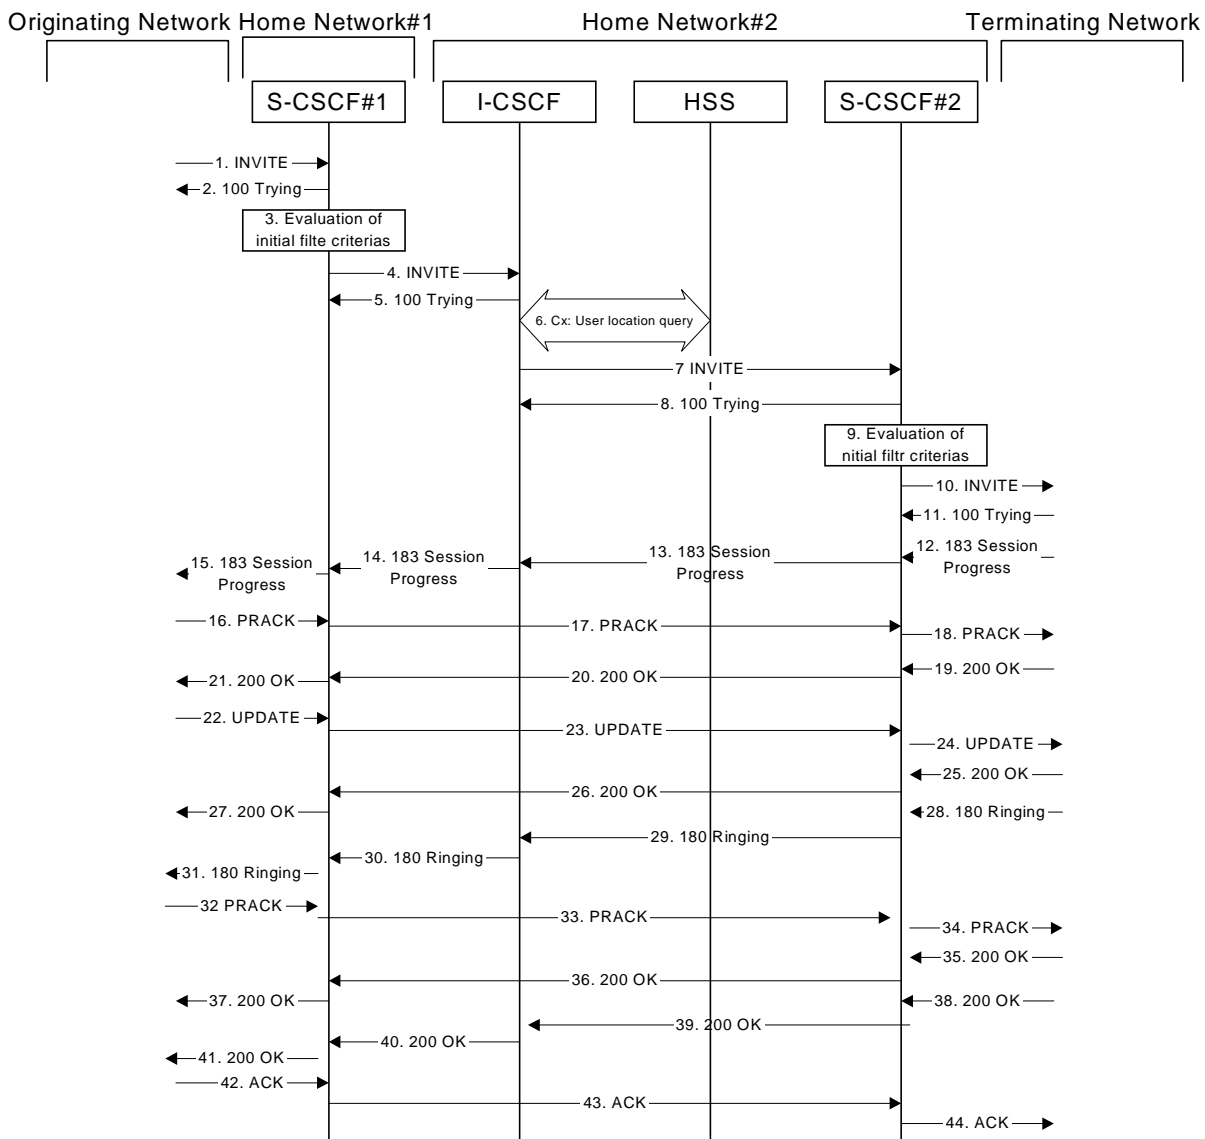 Originating Network Home Network#1 Home Network#2 Terminating Network
S-CSCF#1 I-CSCF HSS S-CSCF#2
1. INVITE
2. 100 Trying
3. Evaluation of
initial filte criterias
4. INVITE
5. 100 Trying
6. Cx: User location query
7 INVITE
8. 100 Trying
9. Evaluation of
nitial filtr criterias
10. INVITE
11. 100 Trying
12. 183 Session
Progress
13. 183 Session
Progress
14. 183 Session
Progress
15. 183 Session
Progress
16. PRACK
17. PRACK
18. PRACK
19. 200 OK
20. 200 OK
21. 200 OK
22. UPDATE
23. UPDATE
24. UPDATE
25. 200 OK
26. 200 OK
27. 200 OK
28. 180 Ringing
29. 180 Ringing
30. 180 Ringing
31. 180 Ringing
32 PRACK
33. PRACK
34. PRACK
35. 200 OK
36. 200 OK
37. 200 OK
38. 200 OK
39. 200 OK
40. 200 OK
41. 200 OK
42. ACK
43. ACK
44. ACK